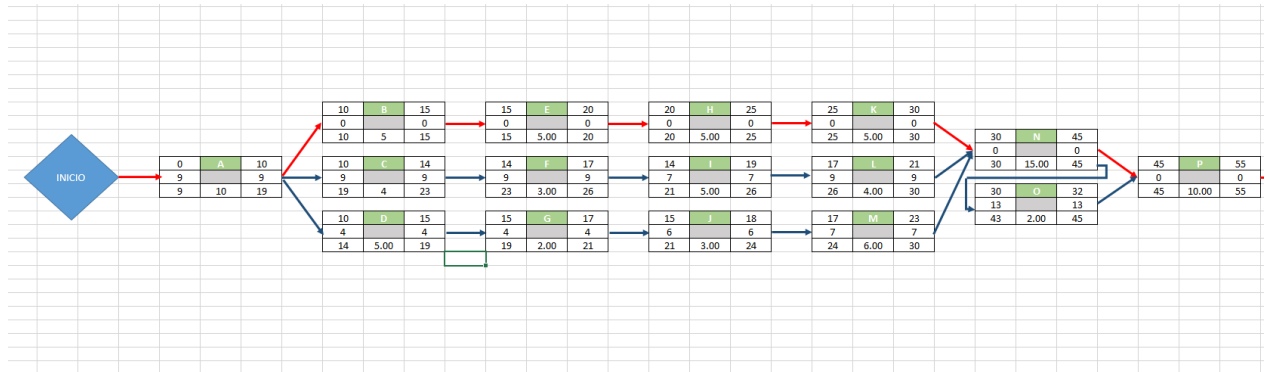 10 B 15
0 0
10 5 15
15 E 20
0 0
15 5.00 20
20 H 25
0 0
20 5.00 25
25 K 30
0 0
25 5.00 30
30 N 45
0 0
30 15.00 45
INICIO
0 A 10
9 9
9 10 19
10 C 14
9 9
19 4 23
14 F 17
9 9
23 3.00 26
14 I 19
7 7
21 5.00 26
17 L 21
9 9
26 4.00 30
45 P 55
0 0
45 10.00 55
30 O 32
13 13
43 2.00 45
10 D 15
4 4
14 5.00 19
15 G 17
4 4
19 2.00 21
15 J 18
6 6
21 3.00 24
17 M 23
7 7
24 6.00 30